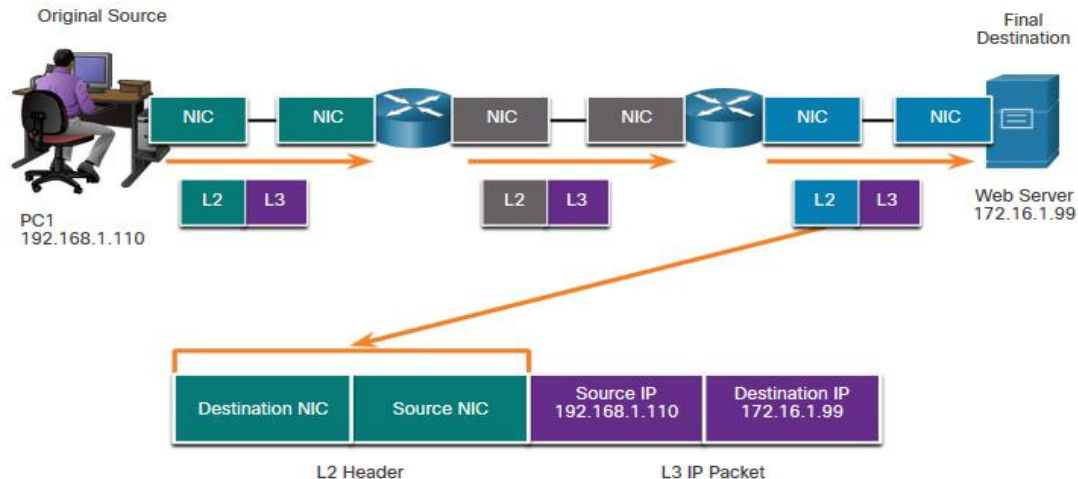 Original Source
Final
Destination
NIC
NIC
NIC
NIC
NIC
NIC
L2 L3
L2 L3
L2 L3
PC1
192.168.1.110
Web Server
172.16.1.99
Destination NIC
Source NIC
Source IP
192.168.1.110
Destination IP
172.16.1.99
L2 Header
L3 IP Packet